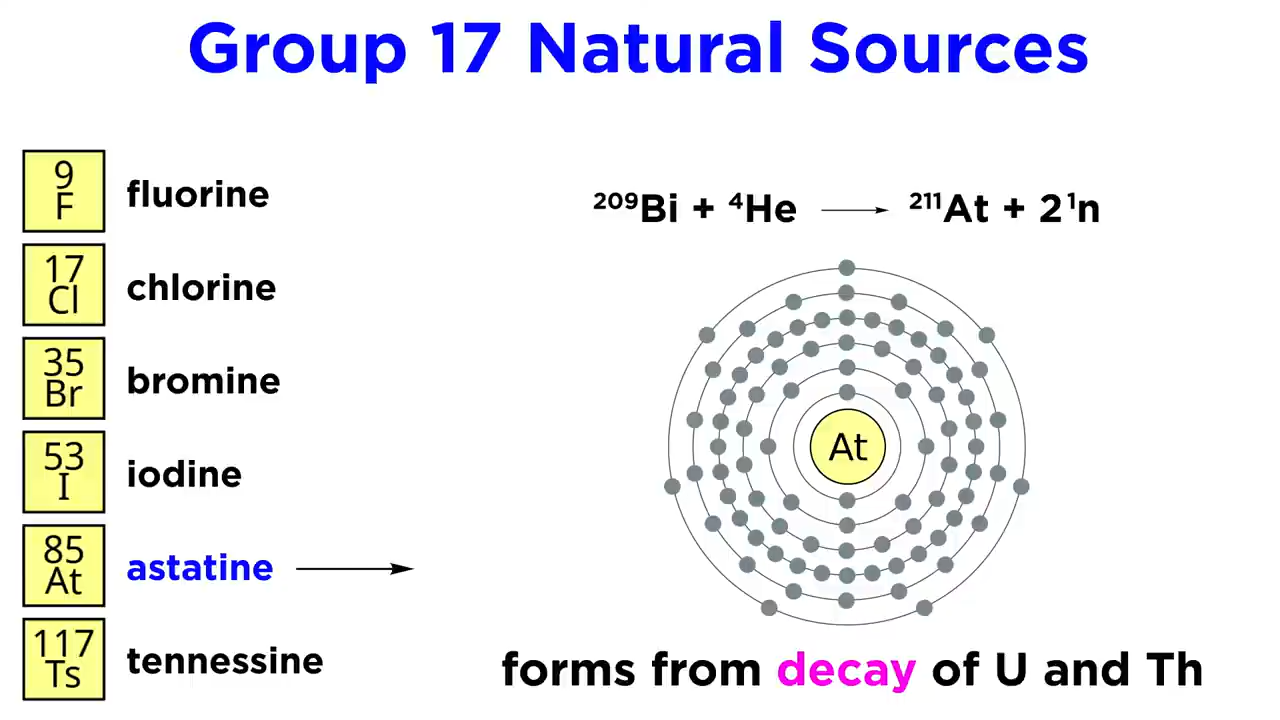 Group 17 Natural Sources
9
F
fluorine
17
Cl
chlorine
35
Br
bromine
53
I
iodine
85
At
astatine
117
Ts
tennessine
²⁰⁹Bi + ⁴He ⟶ ²¹¹At + 2¹n
At
forms from decay of U and Th